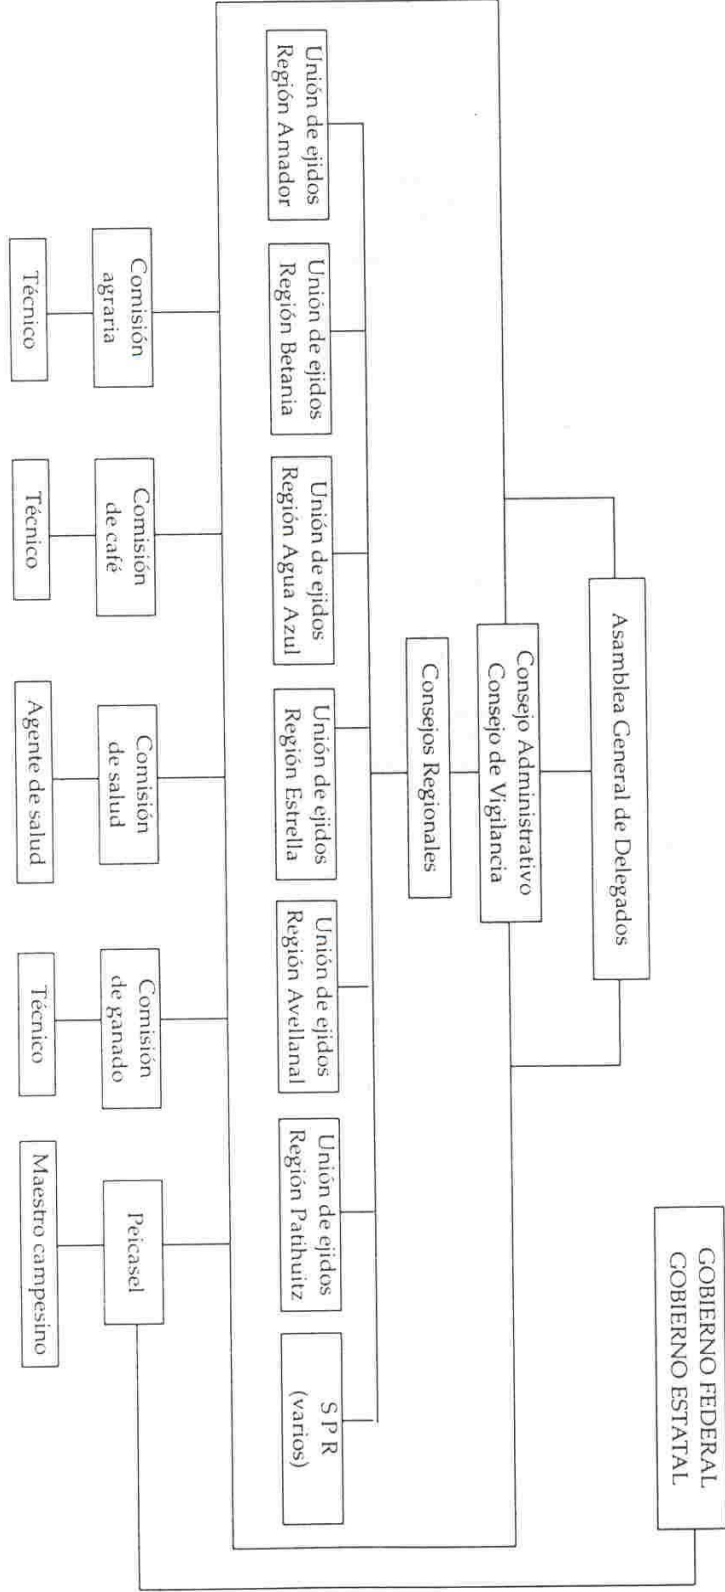 GOBIERNO FEDERAL
GOBIERNO ESTATAL
Asamblea General de Delegados
Consejo Administrativo
Consejo de Vigilancia
Consejos Regionales
Unión de ejidos
Región Amador
Unión de ejidos
Región Betania
Unión de ejidos
Región Agua Azul
Unión de ejidos
Región Estrella
Unión de ejidos
Región Avellanal
Unión de ejidos
Región Patihuitz
S P R
(varios)
Comisión
agraria
Comisión
de café
Comisión
de salud
Comisión
de ganado
Peicasel
Técnico
Técnico
Agente de salud
Técnico
Maestro campesino